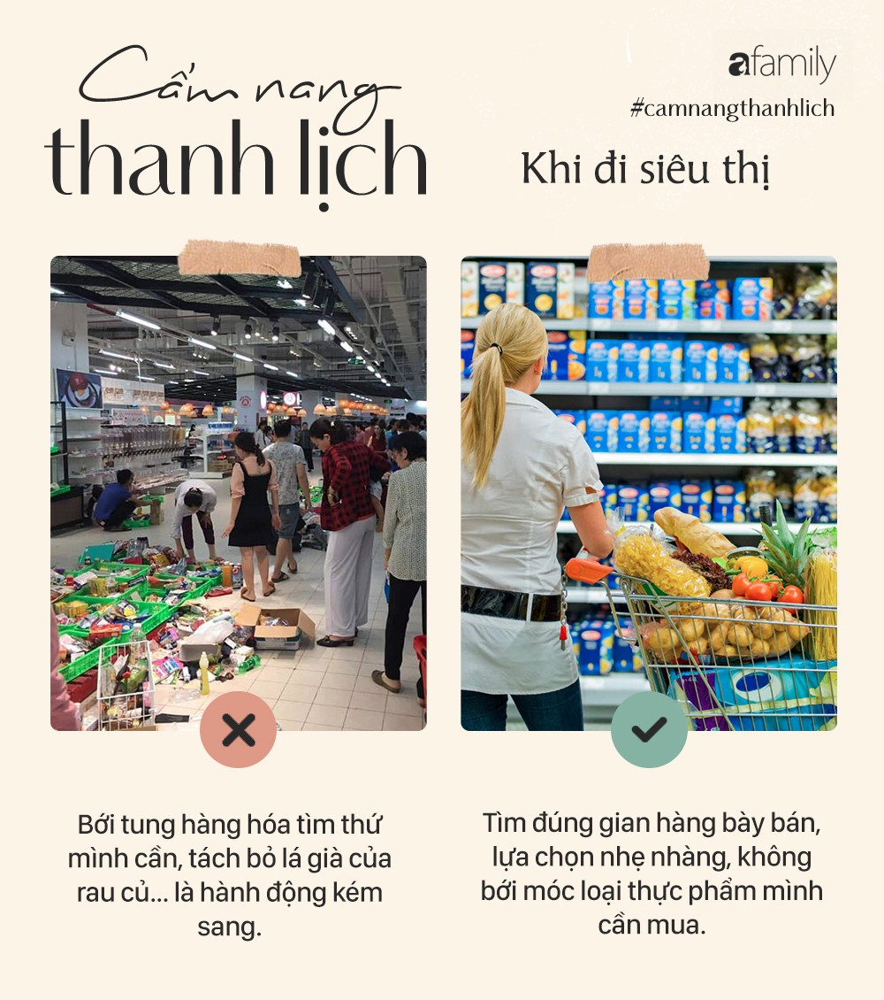 Cẩm nang
thanh lịch
afamily
#camnangthanhlich
Khi đi siêu thị
Bới tung hàng hóa tìm thứ
mình cần, tách bỏ lá già của
rau củ... là hành động kém
sang.
Tìm đúng gian hàng bày bán,
lựa chọn nhẹ nhàng, không
bới móc loại thực phẩm mình
cần mua.